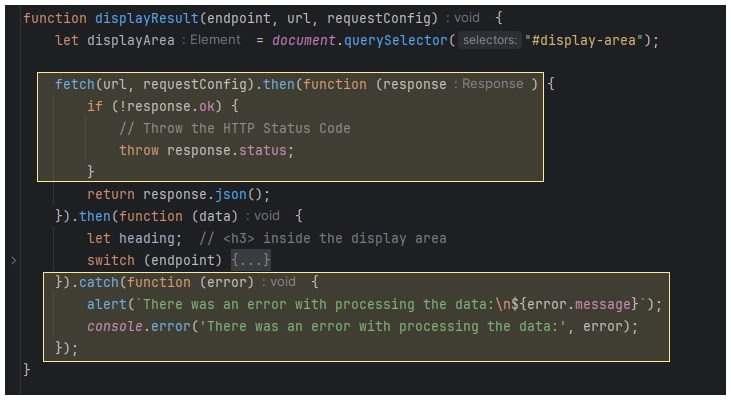 function displayResult(endpoint, url, requestConfig) : void {
let displayArea : Element = document.querySelector( selectors: "#display-area");
fetch(url, requestConfig).then(function (response : Response ) {
if (!response.ok) {
// Throw the HTTP Status Code
throw response.status;
}
return response.json();
}).then(function (data) : void {
let heading; // <h3> inside the display area
switch (endpoint) {...}
}).catch(function (error) : void {
alert(`There was an error with processing the data:\n${error.message}`);
console.error('There was an error with processing the data:', error);
});
}